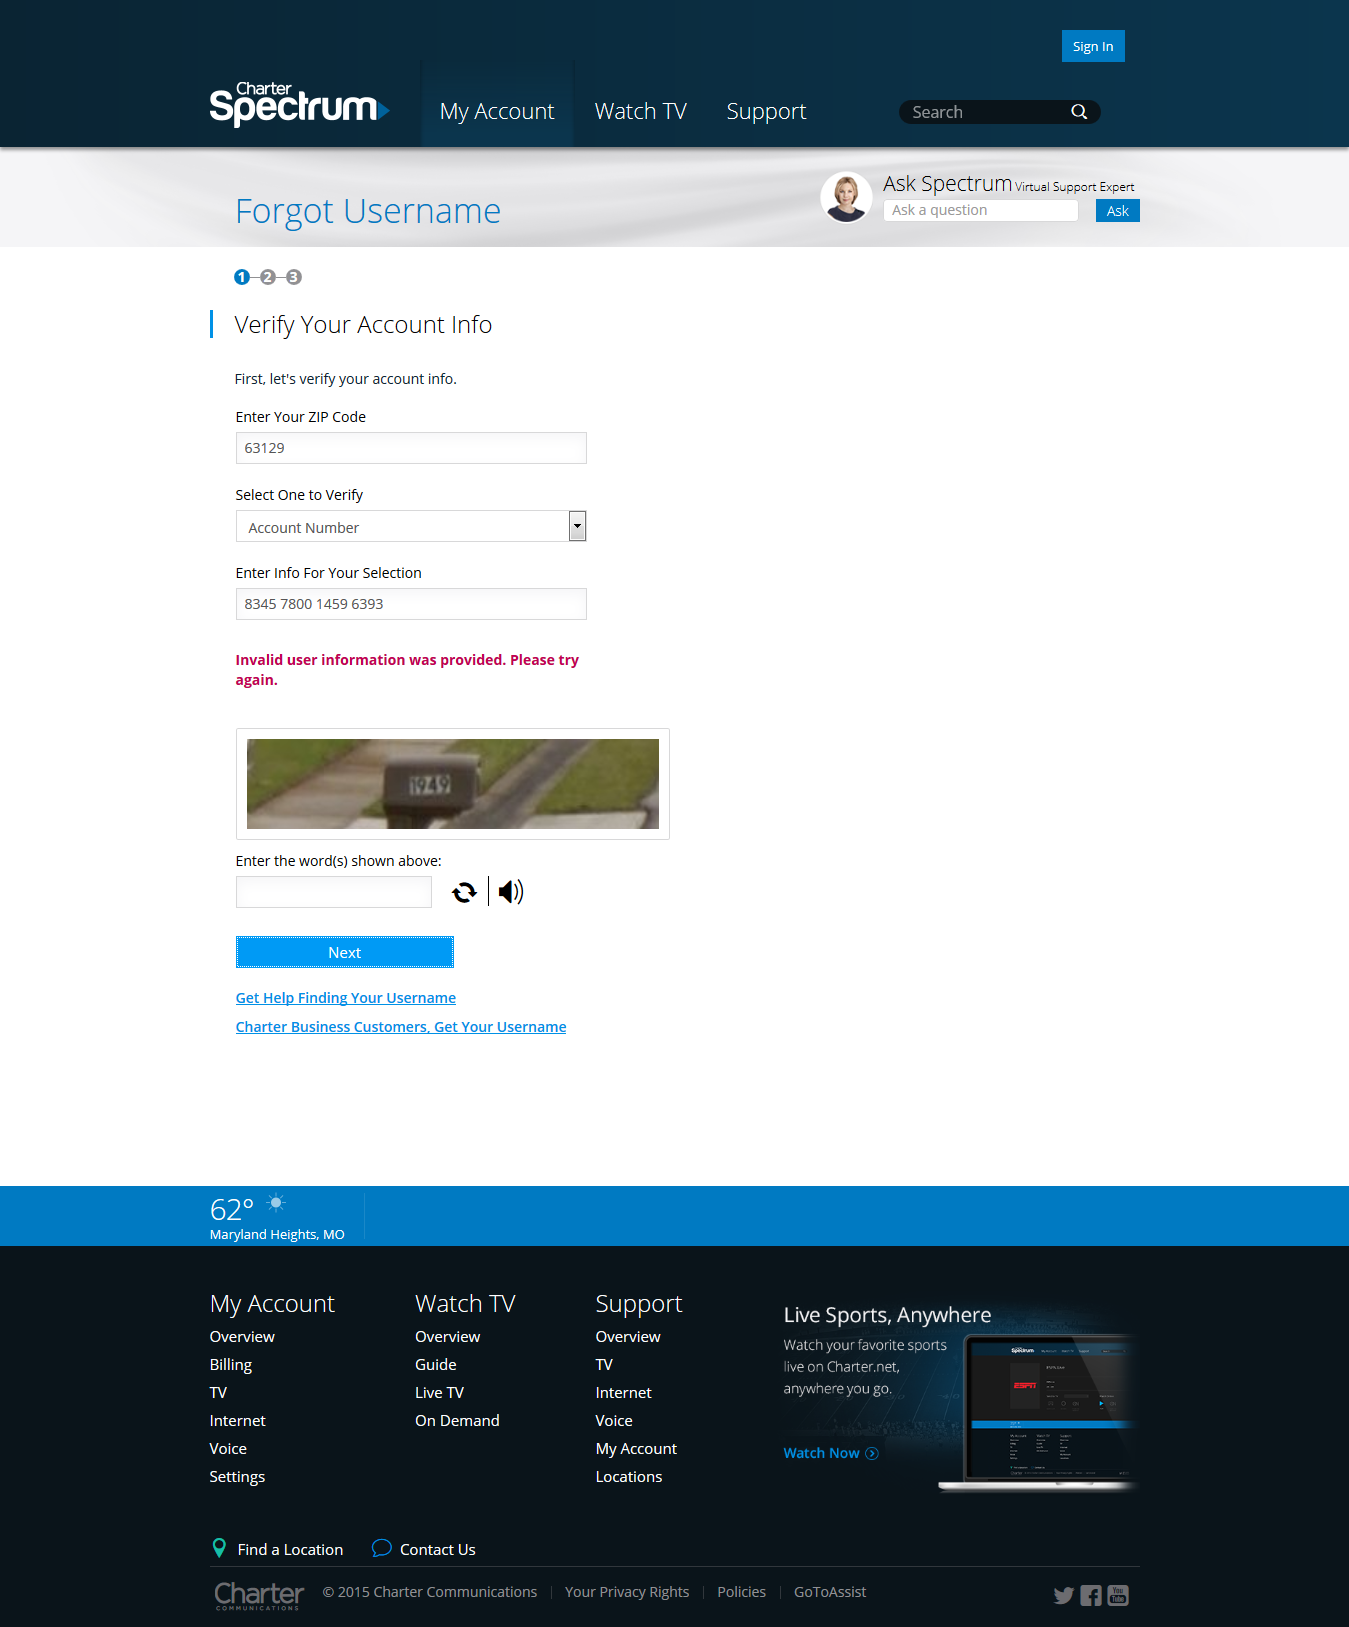 Sign In
Charter
Spectrum
My Account
Watch TV
Support
Search
Forgot Username
Ask Spectrum Virtual Support Expert
Ask a question
Ask
1 2 3
Verify Your Account Info
First, let's verify your account info.
Enter Your ZIP Code
63129
Select One to Verify
Account Number
Enter Info For Your Selection
8345 7800 1459 6393
Invalid user information was provided. Please try
again.
1949
Enter the word(s) shown above:
Next
Get Help Finding Your Username
Charter Business Customers, Get Your Username
62°
Maryland Heights, MO
My Account
Overview
Billing
TV
Internet
Voice
Settings
Watch TV
Overview
Guide
Live TV
On Demand
Support
Overview
TV
Internet
Voice
My Account
Locations
Live Sports, Anywhere
Watch your favorite sports
live on Charter.net,
anywhere you go.
Watch Now
Spectrum
ESPN
Find a Location
Contact Us
Charter
COMMUNICATIONS
© 2015 Charter Communications
Your Privacy Rights
Policies
GoToAssist
You
Tube